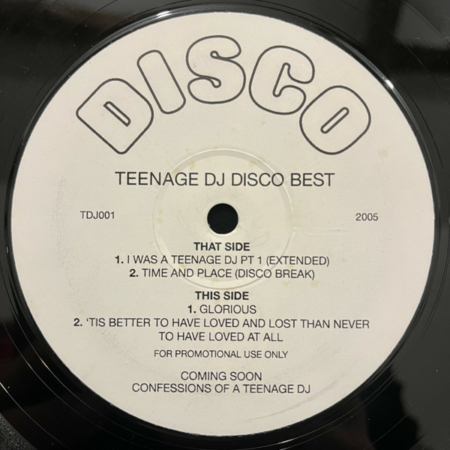 DISCO
TEENAGE DJ DISCO BEST
TDJ001 2005
THAT SIDE
1. I WAS A TEENAGE DJ PT 1 (EXTENDED)
2. TIME AND PLACE (DISCO BREAK)
THIS SIDE
1. GLORIOUS
2. ‘TIS BETTER TO HAVE LOVED AND LOST THAN NEVER
TO HAVE LOVED AT ALL
FOR PROMOTIONAL USE ONLY
COMING SOON
CONFESSIONS OF A TEENAGE DJ